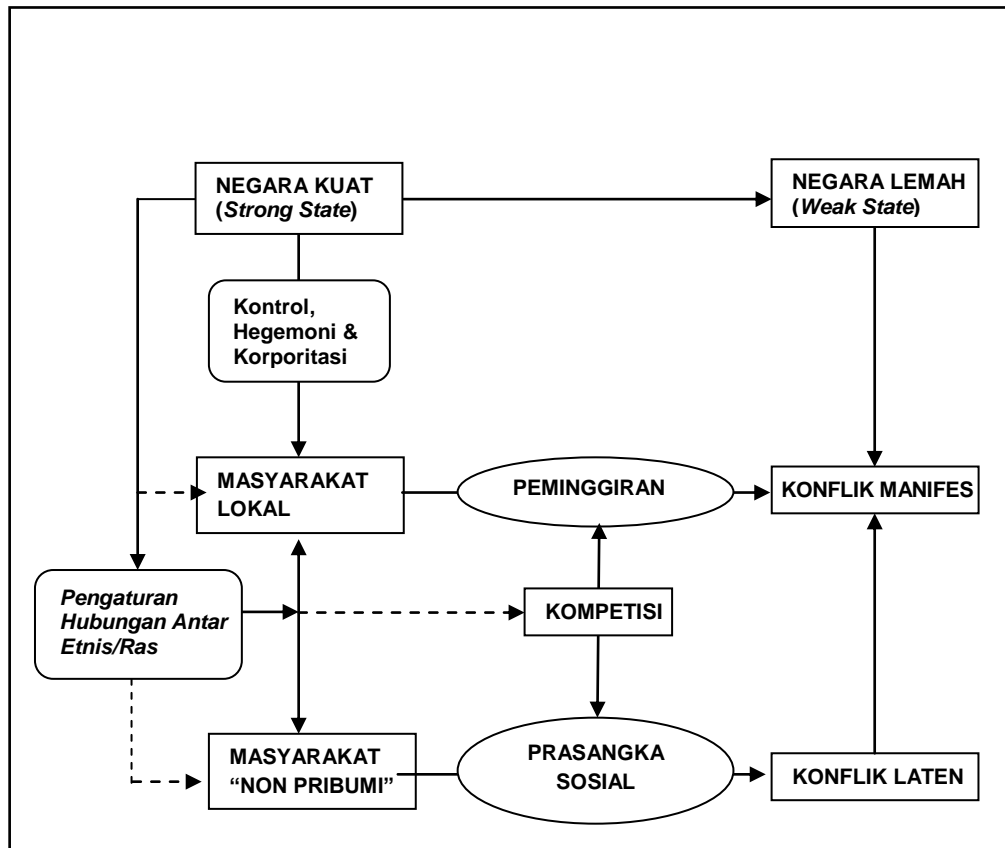 NEGARA KUAT
(Strong State)
NEGARA LEMAH
(Weak State)
Kontrol,
Hegemoni &
Korporitasi
MASYARAKAT
LOKAL
PEMINGGIRAN
KONFLIK MANIFES
Pengaturan
Hubungan Antar
Etnis/Ras
KOMPETISI
MASYARAKAT
“NON PRIBUMI”
PRASANGKA
SOSIAL
KONFLIK LATEN